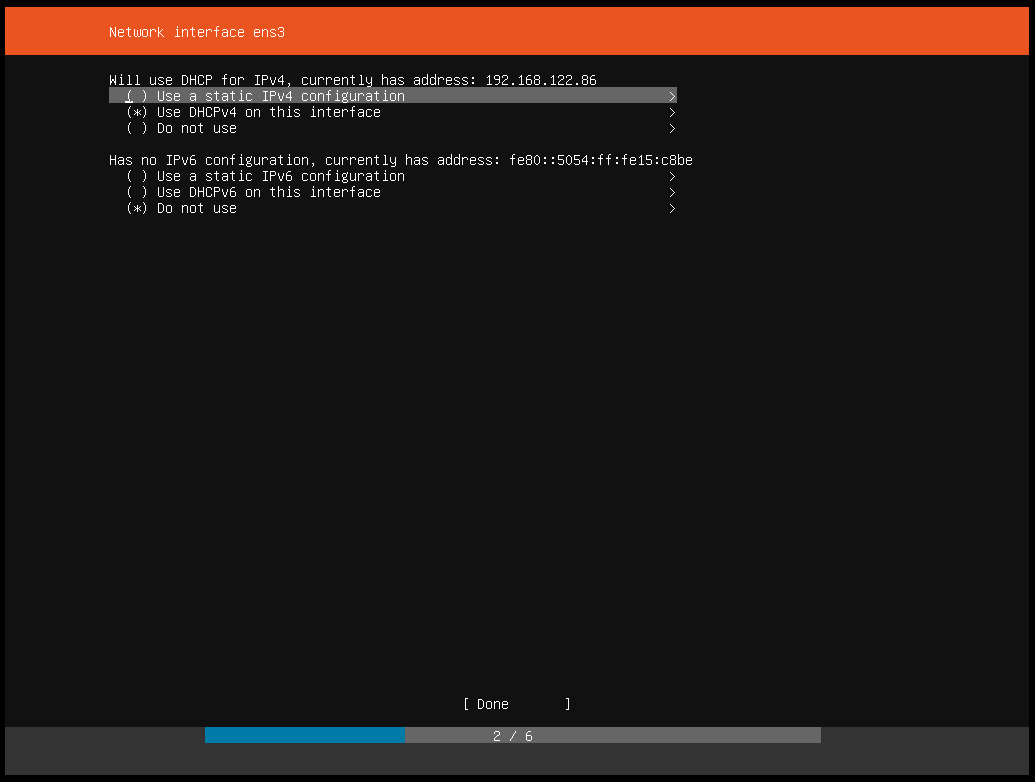 Network interface ens3
Will use DHCP for IPv4, currently has address: 192.168.122.86
( ) Use a static IPv4 configuration >
(*) Use DHCPv4 on this interface >
( ) Do not use >
Has no IPv6 configuration, currently has address: fe80::5054:ff:fe15:c8be
( ) Use a static IPv6 configuration >
( ) Use DHCPv6 on this interface >
(*) Do not use >
[ Done ]
2 / 6